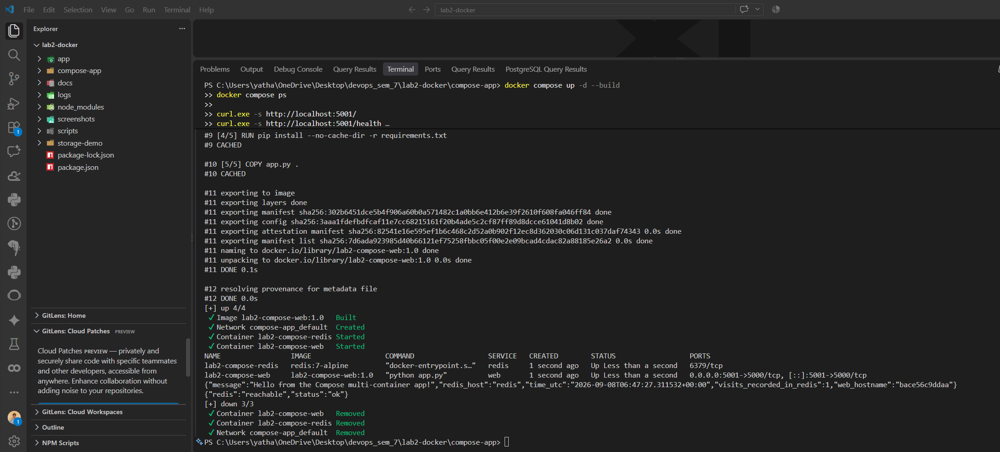 File Edit Selection View Go Run Terminal Help
lab2-docker
Explorer
lab2-docker
app
compose-app
docs
logs
node_modules
screenshots
scripts
storage-demo
package-lock.json
package.json
GitLens: Home
GitLens: Cloud Patches PREVIEW
Cloud Patches PREVIEW — privately and
securely share code with specific teammates
and other developers, accessible from
anywhere. Enhance collaboration without
adding noise to your repositories.
GitLens: Cloud Workspaces
Outline
NPM Scripts
1
1
Problems Output Debug Console Query Results Terminal Ports Query Results PostgreSQL Query Results
PS C:\Users\yatha\OneDrive\Desktop\devops_sem_7\lab2-docker\compose-app> docker compose up -d --build
>> docker compose ps
>>
>> curl.exe -s http://localhost:5001/
>> curl.exe -s http://localhost:5001/health …
#9 [4/5] RUN pip install --no-cache-dir -r requirements.txt
#9 CACHED
#10 [5/5] COPY app.py .
#10 CACHED
#11 exporting to image
#11 exporting layers done
#11 exporting manifest sha256:302b6451dce5b4f906a60b0a571482c1a0bb6e412b6e39f2610f608fa046ff84 done
#11 exporting config sha256:3aaa1fdefbdfcaf11e7cc68215161f20b4ade5c2cf87ff89d8dcce61041d8b02 done
#11 exporting attestation manifest sha256:82541e16e595ef1b6c468c2d52a0b902f12ec8d362030c06d131c037daf74343 0.0s done
#11 exporting manifest list sha256:7d6ada923985d40b66121ef75258fbbc05f00e2e09bcad4cdac82a88185e26a2 0.0s done
#11 naming to docker.io/library/lab2-compose-web:1.0 done
#11 unpacking to docker.io/library/lab2-compose-web:1.0 0.0s done
#11 DONE 0.1s
#12 resolving provenance for metadata file
#12 DONE 0.0s
[+] up 4/4
✓ Image lab2-compose-web:1.0 Built
✓ Network compose-app_default Created
✓ Container lab2-compose-redis Started
✓ Container lab2-compose-web Started
NAME IMAGE COMMAND SERVICE CREATED STATUS PORTS
lab2-compose-redis redis:7-alpine "docker-entrypoint.s…" redis 1 second ago Up Less than a second 6379/tcp
lab2-compose-web lab2-compose-web:1.0 "python app.py" web 1 second ago Up Less than a second 0.0.0.0:5001->5000/tcp, [::]:5001->5000/tcp
{"message":"Hello from the Compose multi-container app!","redis_host":"redis","time_utc":"2026-09-08T06:47:27.311532+00:00","visits_recorded_in_redis":1,"web_hostname":"bace56c9ddaa"}
{"redis":"reachable","status":"ok"}
[+] down 3/3
✓ Container lab2-compose-web Removed
✓ Container lab2-compose-redis Removed
✓ Network compose-app_default Removed
PS C:\Users\yatha\OneDrive\Desktop\devops_sem_7\lab2-docker\compose-app>